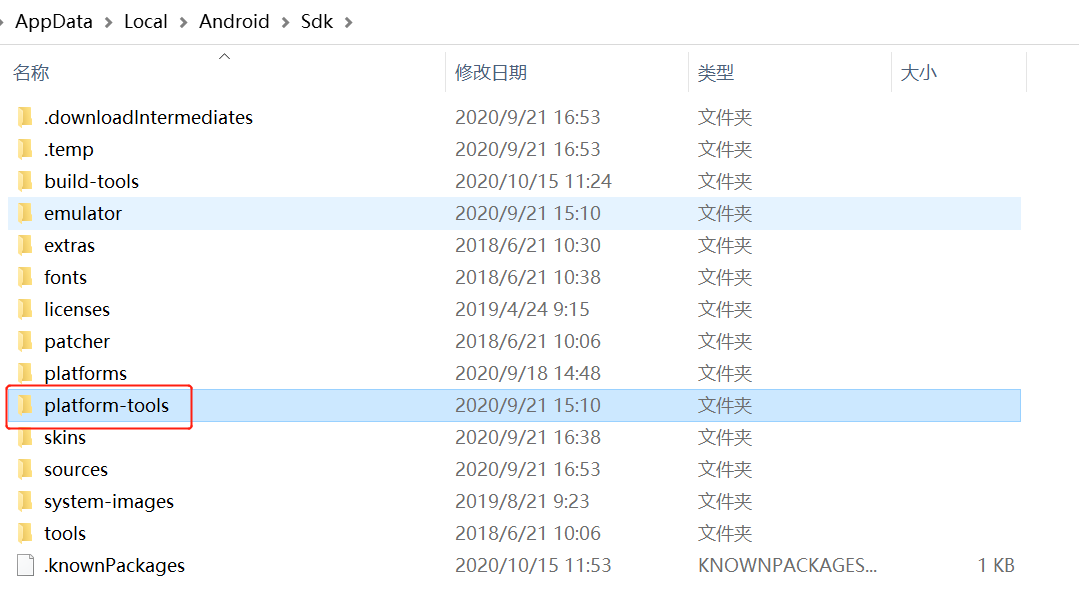 AppData > Local > Android > Sdk >
名称 修改日期 类型 大小
.downloadIntermediates 2020/9/21 16:53 文件夹
.temp 2020/9/21 16:53 文件夹
build-tools 2020/10/15 11:24 文件夹
emulator 2020/9/21 15:10 文件夹
extras 2018/6/21 10:30 文件夹
fonts 2018/6/21 10:38 文件夹
licenses 2019/4/24 9:15 文件夹
patcher 2018/6/21 10:06 文件夹
platforms 2020/9/18 14:48 文件夹
platform-tools 2020/9/21 15:10 文件夹
skins 2020/9/21 16:38 文件夹
sources 2020/9/21 16:53 文件夹
system-images 2019/8/21 9:23 文件夹
tools 2018/6/21 10:06 文件夹
.knownPackages 2020/10/15 11:53 KNOWNPACKAGES... 1 KB